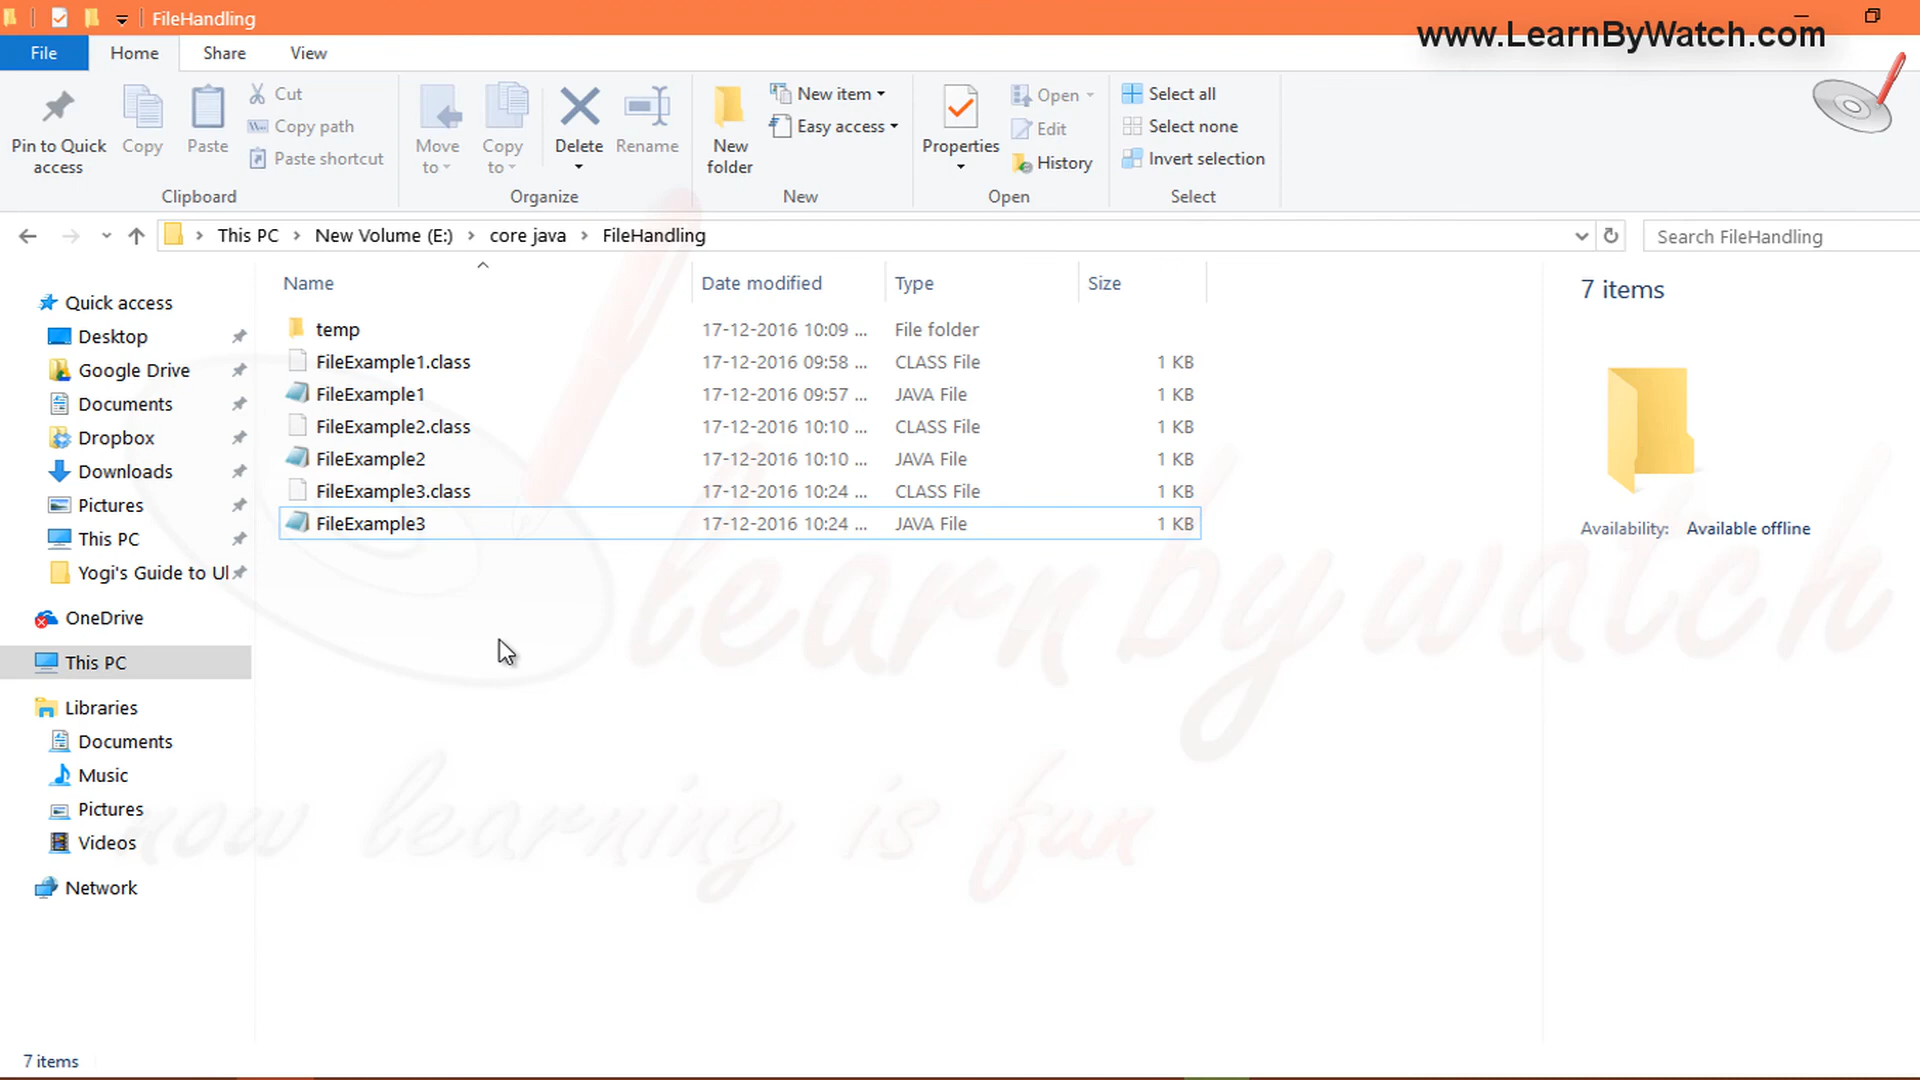 FileHandling
www.LearnByWatch.com
File Home Share View
Pin to Quick access
Copy
Paste
Cut
Copy path
Paste shortcut
Clipboard
Move to
Copy to
Delete
Rename
Organize
New folder
New item
Easy access
New
Properties
Open
Edit
History
Open
Select all
Select none
Invert selection
Select
This PC > New Volume (E:) > core java > FileHandling
Search FileHandling
Quick access
Desktop
Google Drive
Documents
Dropbox
Downloads
Pictures
This PC
Yogi's Guide to Ul
OneDrive
This PC
Libraries
Documents
Music
Pictures
Videos
Network
Name Date modified Type Size
temp 17-12-2016 10:09 ... File folder
FileExample1.class 17-12-2016 09:58 ... CLASS File 1 KB
FileExample1 17-12-2016 09:57 ... JAVA File 1 KB
FileExample2.class 17-12-2016 10:10 ... CLASS File 1 KB
FileExample2 17-12-2016 10:10 ... JAVA File 1 KB
FileExample3.class 17-12-2016 10:24 ... CLASS File 1 KB
FileExample3 17-12-2016 10:24 ... JAVA File 1 KB
7 items
Availability: Available offline
learn by watch
now learning is fun
7 items